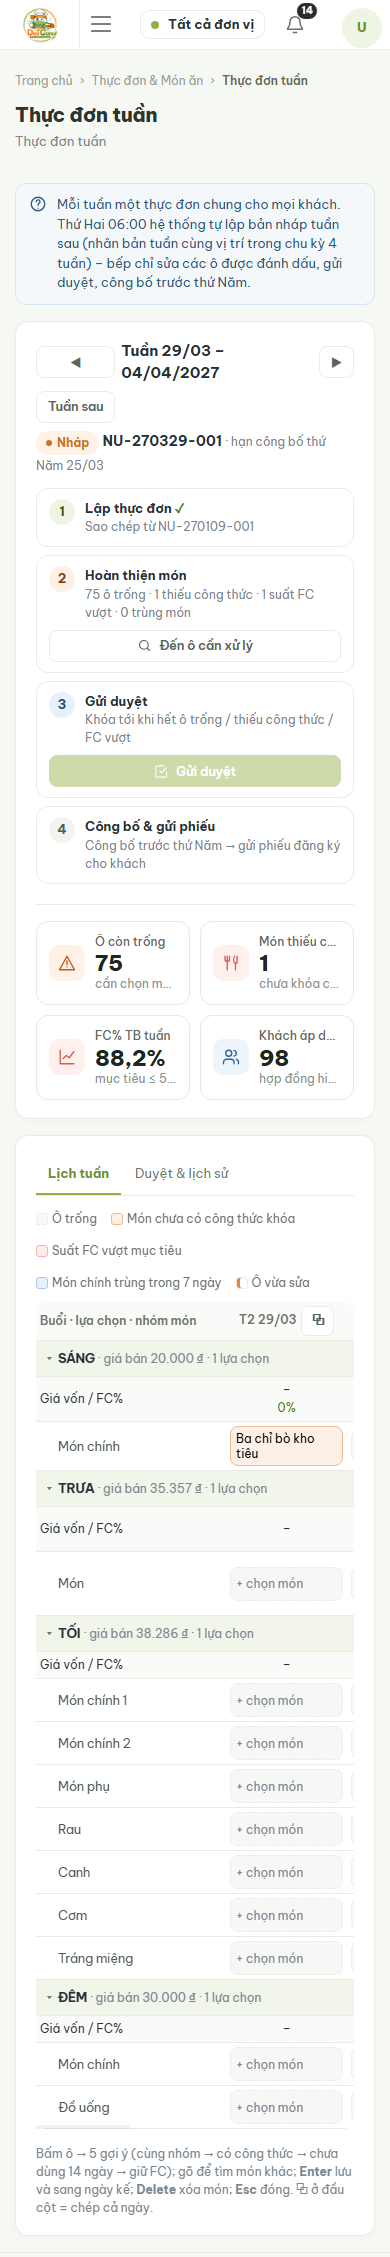 Tất cả đơn vị
14
U
Trang chủ › Thực đơn & Món ăn › Thực đơn tuần
Thực đơn tuần
Thực đơn tuần
Mỗi tuần một thực đơn chung cho mọi khách.
Thứ Hai 06:00 hệ thống tự lập bản nháp tuần
sau (nhân bản tuần cùng vị trí trong chu kỳ 4
tuần) – bếp chỉ sửa các ô được đánh dấu, gửi
duyệt, công bố trước thứ Năm.
◀ Tuần 29/03 – ▶
04/04/2027
Tuần sau
Nháp NU-270329-001 · hạn công bố thứ
Năm 25/03
1 Lập thực đơn ✓
Sao chép từ NU-270109-001
2 Hoàn thiện món
75 ô trống · 1 thiếu công thức · 1 suất FC
vượt · 0 trùng món
Đến ô cần xử lý
3 Gửi duyệt
Khóa tới khi hết ô trống / thiếu công thức /
FC vượt
Gửi duyệt
4 Công bố & gửi phiếu
Công bố trước thứ Năm → gửi phiếu đăng ký
cho khách
Ô còn trống
75
cần chọn m...
Món thiếu c...
1
chưa khóa c...
FC% TB tuần
88,2%
mục tiêu ≤ 5...
Khách áp d...
98
hợp đồng hi...
Lịch tuần Duyệt & lịch sử
Ô trống Món chưa có công thức khóa
Suất FC vượt mục tiêu
Món chính trùng trong 7 ngày Ô vừa sửa
Buổi · lựa chọn · nhóm món T2 29/03
SÁNG · giá bán 20.000 ₫ · 1 lựa chọn
Giá vốn / FC% –
0%
Món chính Ba chỉ bò kho
tiêu
TRƯA · giá bán 35.357 ₫ · 1 lựa chọn
Giá vốn / FC% –
Món + chọn món
TỐI · giá bán 38.286 ₫ · 1 lựa chọn
Giá vốn / FC% –
Món chính 1 + chọn món
Món chính 2 + chọn món
Món phụ + chọn món
Rau + chọn món
Canh + chọn món
Cơm + chọn món
Tráng miệng + chọn món
ĐÊM · giá bán 30.000 ₫ · 1 lựa chọn
Giá vốn / FC% –
Món chính + chọn món
Đồ uống + chọn món
Bấm ô → 5 gợi ý (cùng nhóm → có công thức → chưa
dùng 14 ngày → giữ FC); gõ để tìm món khác; Enter lưu
và sang ngày kế; Delete xóa món; Esc đóng. ở đầu
cột = chép cả ngày.